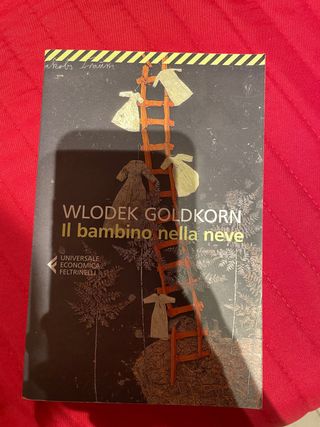 WLODEK GOLDKORN
Il bambino nella neve
UNIVERSALE
ECONOMICA
FELTRINELLI